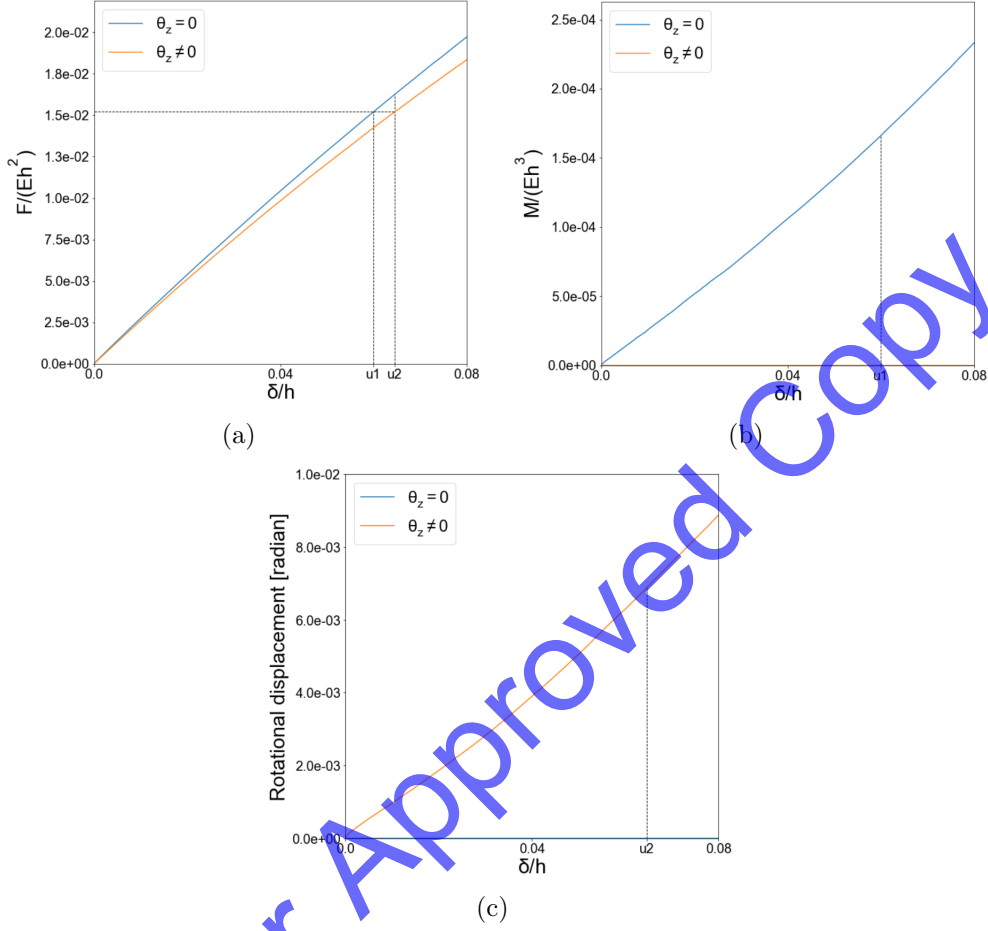 θz = 0
θz ≠ 0
2.0e-02
1.8e-02
1.5e-02
1.3e-02
1.0e-02
7.5e-03
5.0e-03
2.5e-03
0.0e+00
F/(Eh²)
0.0
0.04
u1
u2
0.08
δ/h
(a)
θz = 0
θz ≠ 0
2.5e-04
2.0e-04
1.5e-04
1.0e-04
5.0e-05
0.0e+00
M/(Eh³)
0.0
0.04
u1
0.08
δ/h
(b)
θz = 0
θz ≠ 0
1.0e-02
8.0e-03
6.0e-03
4.0e-03
2.0e-03
0.0e+00
Rotational displacement [radian]
0.0
0.04
u2
0.08
δ/h
(c)
r Approved Copy